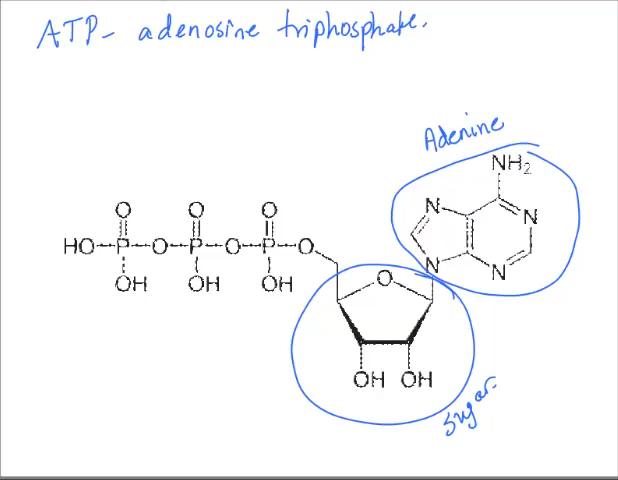 ATP- adenosine triphosphate.
Adenine
NH₂
N N
O O O
HO-P-O-P-O-P-O
N N
OH OH OH
O
OH OH
sugar